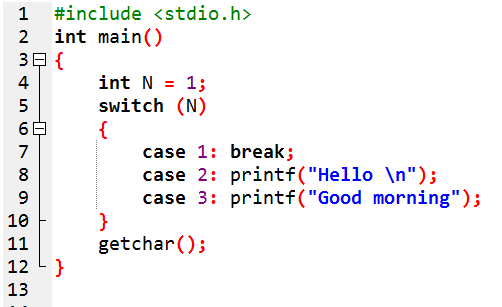 1 #include <stdio.h>
2 int main()
3 {
4     int N = 1;
5     switch (N)
6     {
7         case 1: break;
8         case 2: printf("Hello \n");
9         case 3: printf("Good morning");
10     }
11     getchar();
12 }
13